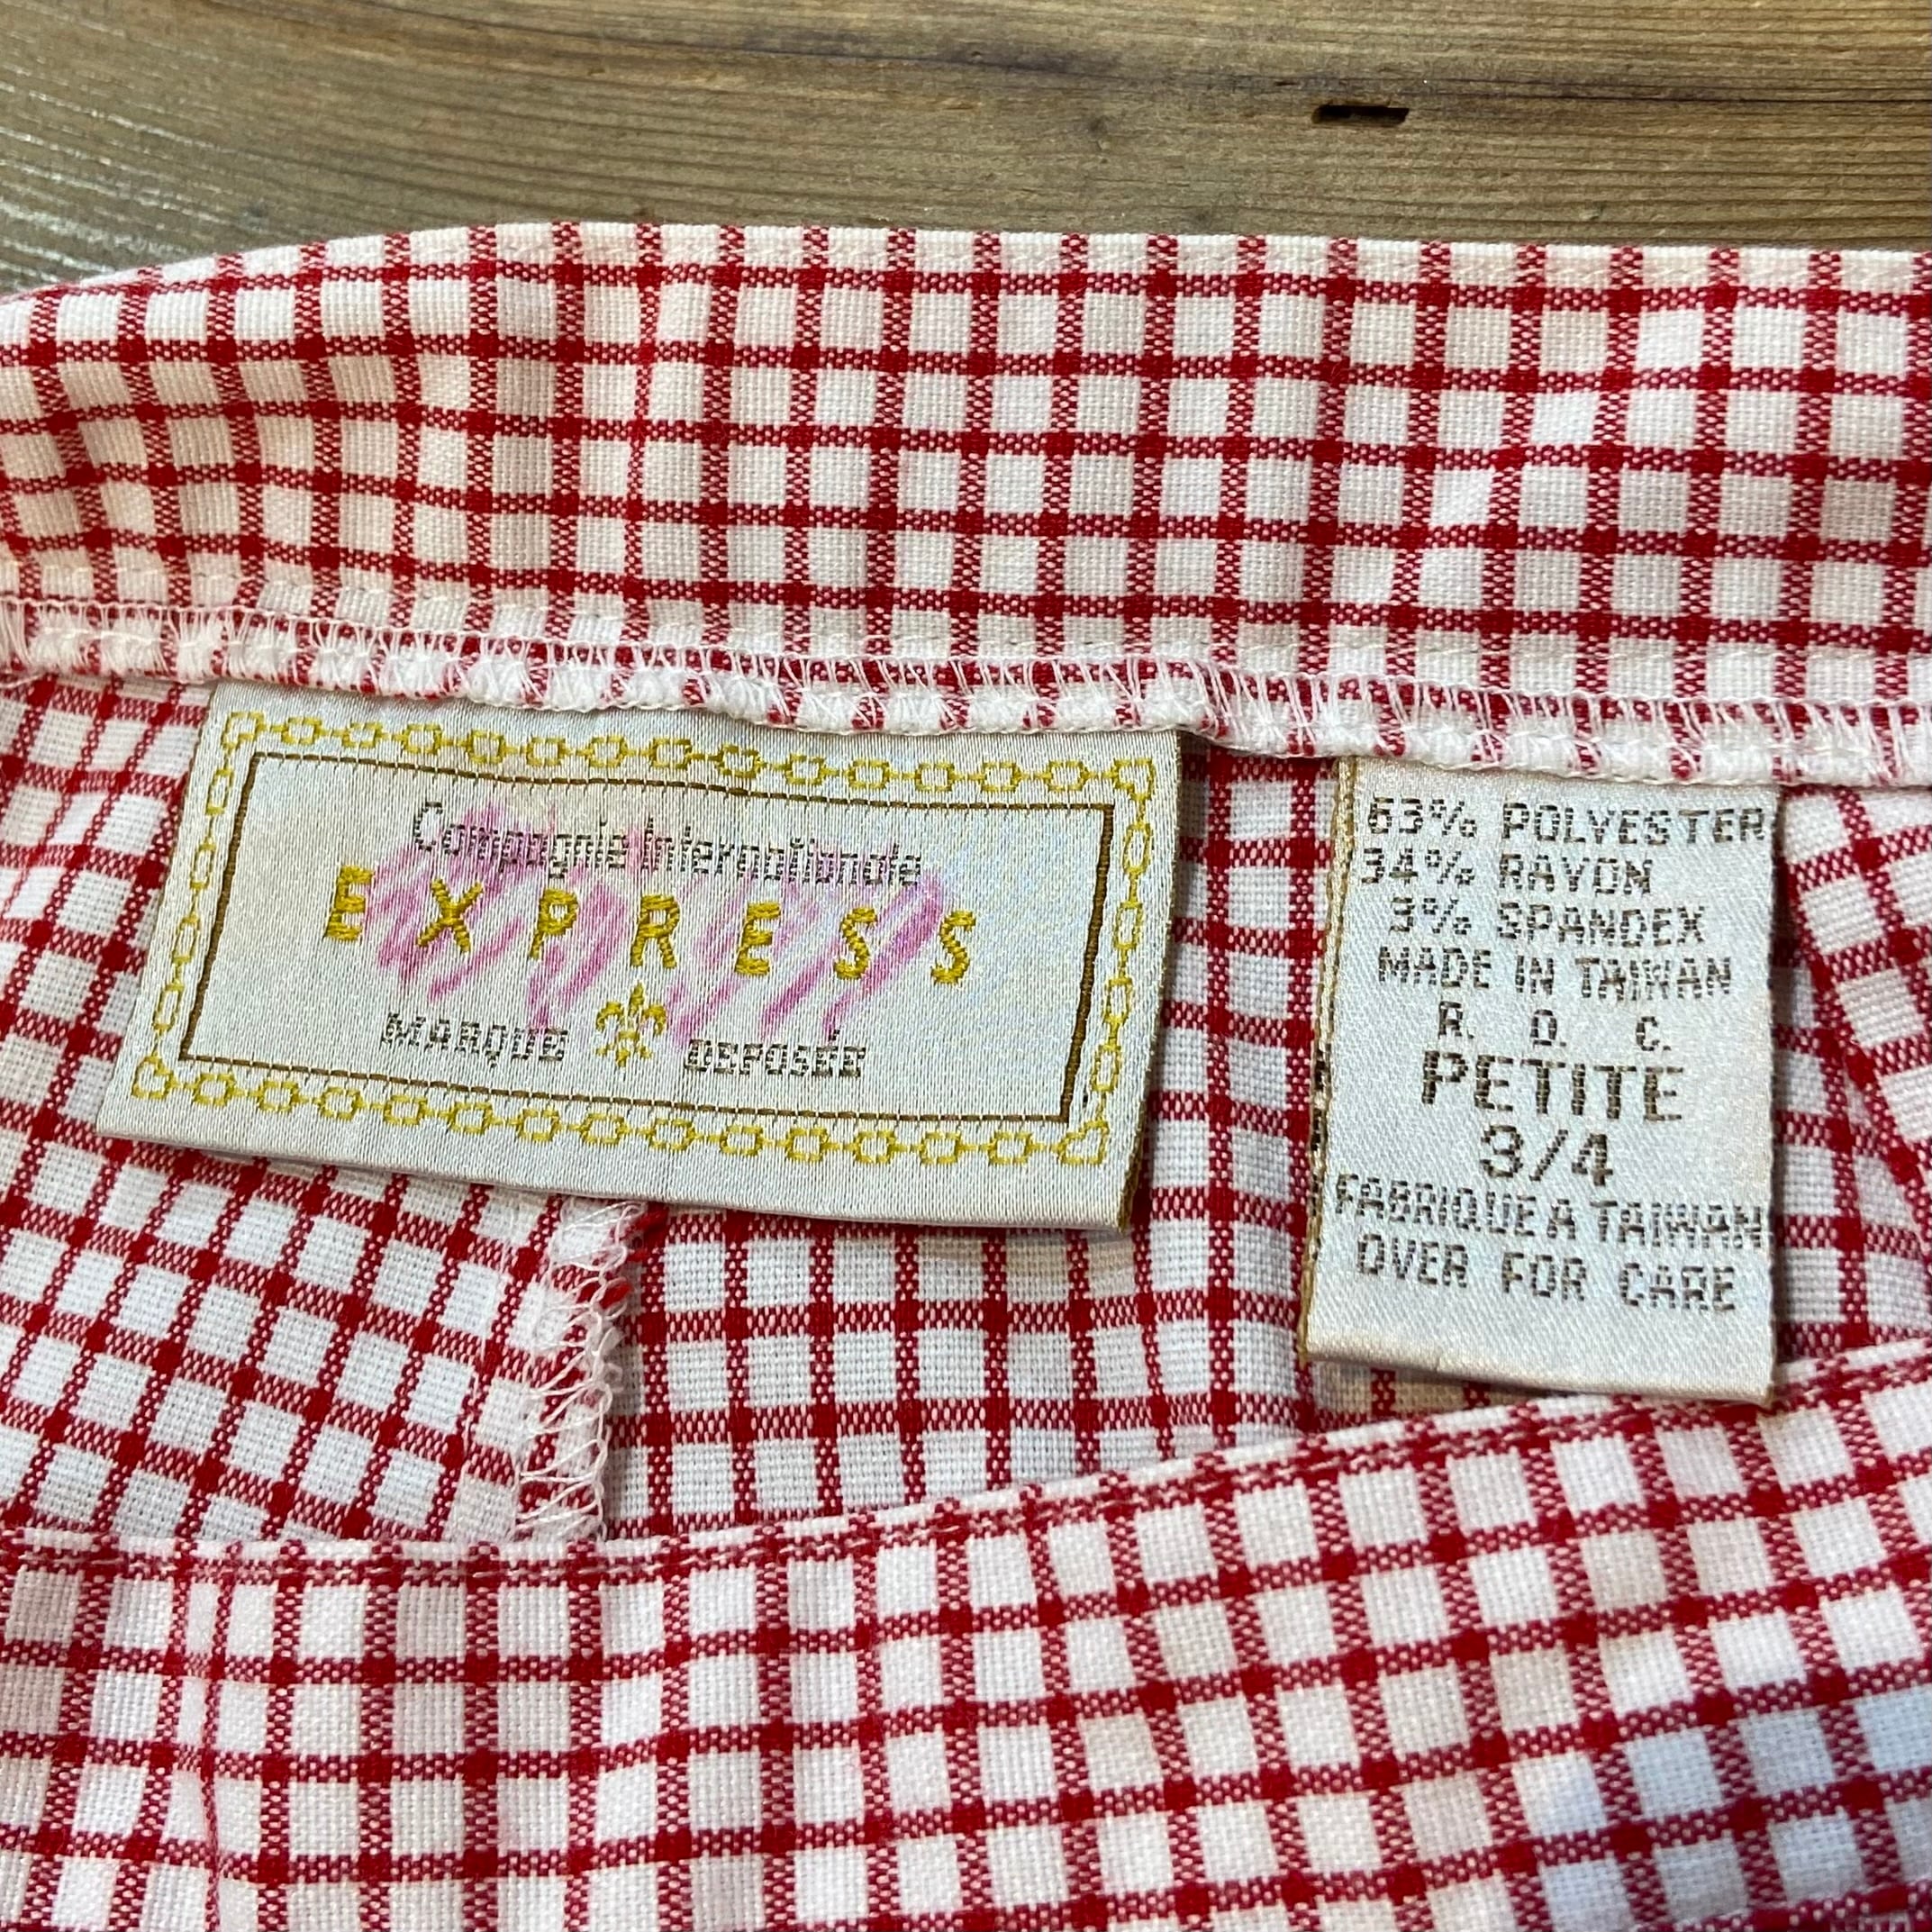 Compagnie Internationale
EXPRESS
MARQUE DEPOSÉE
63% POLYESTER
34% RAYON
3% SPANDEX
MADE IN TAIWAN
R. O. C.
PETITE
3/4
FABRIQUE A TAIWAN
OVER FOR CARE